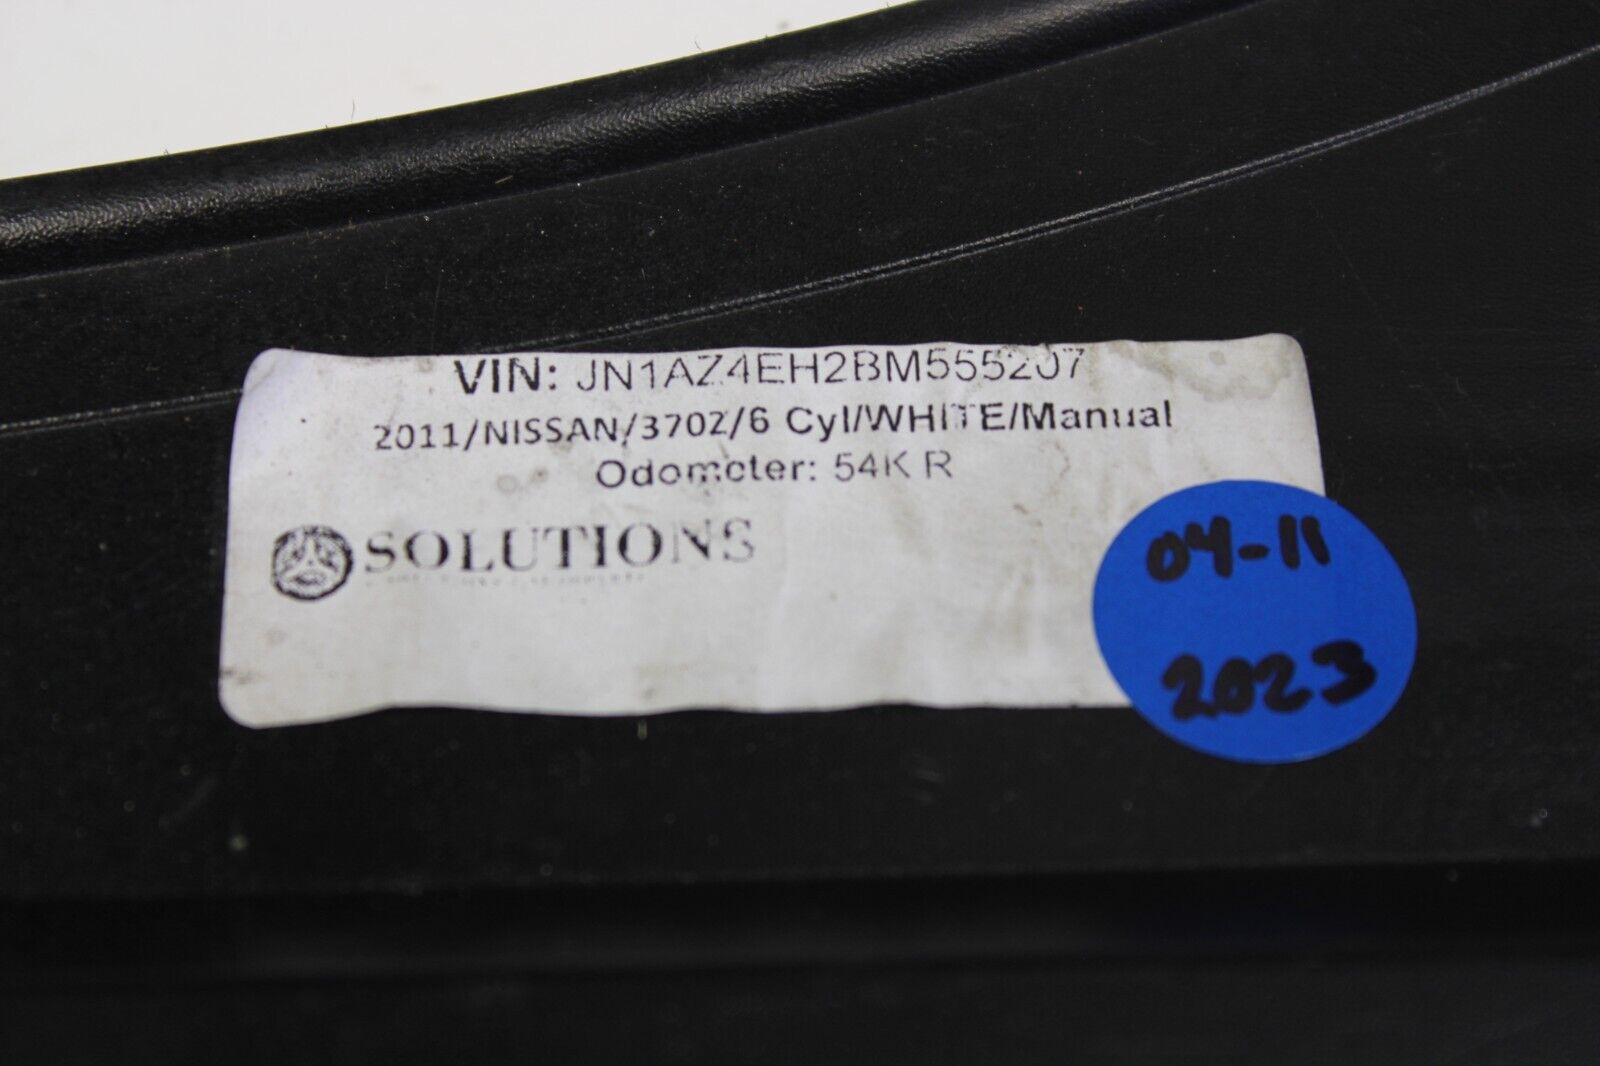 VIN: JN1AZ4EH2BM555207
2011/NISSAN/370Z/6 Cyl/WHITE/Manual
Odometer: 54K R
SOLUTIONS
04-11
2023